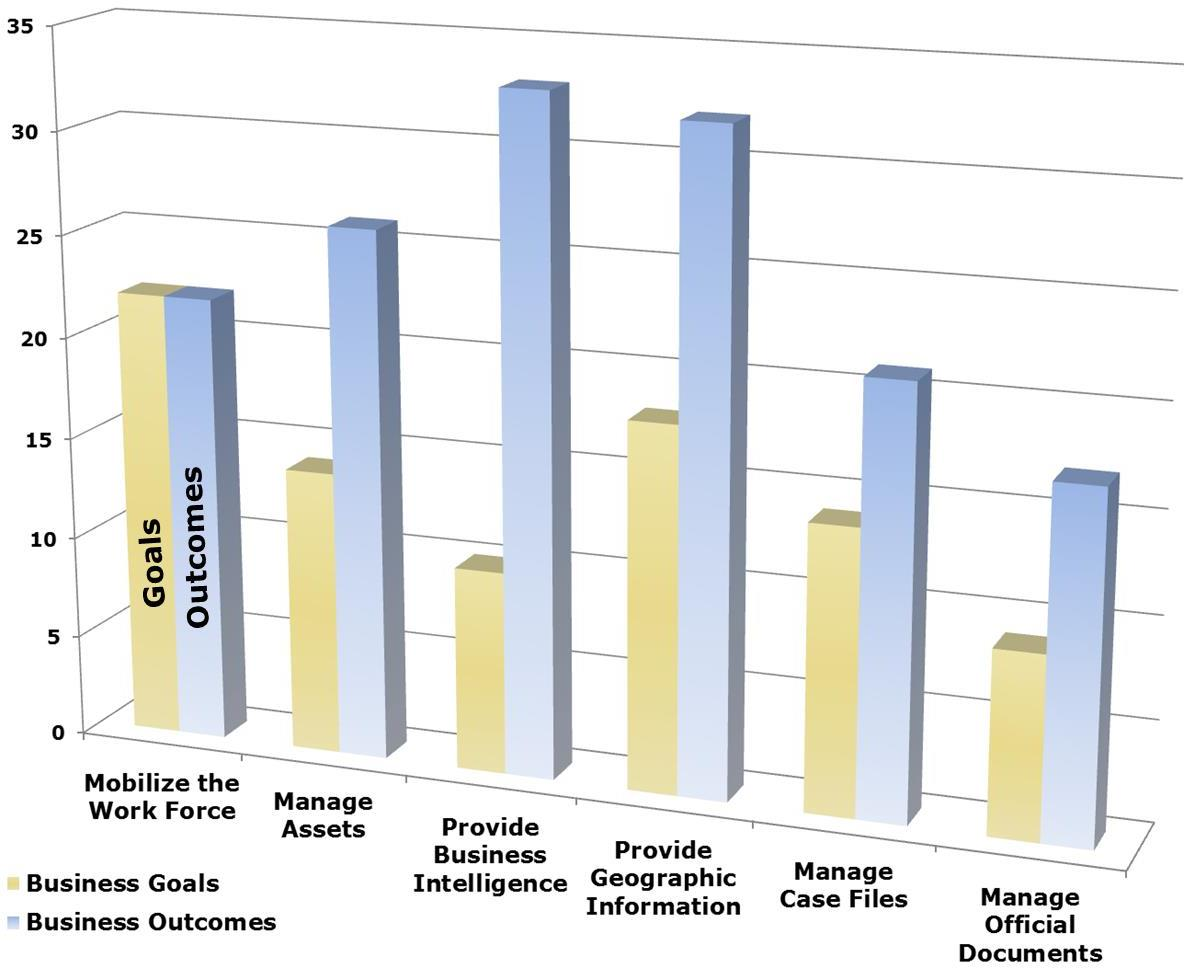 35
30
25
20
15
10
5
0
Goals
Outcomes
Mobilize the
Work Force
Manage
Assets
Provide
Business
Intelligence
Provide
Geographic
Information
Manage
Case Files
Manage
Official
Documents
Business Goals
Business Outcomes